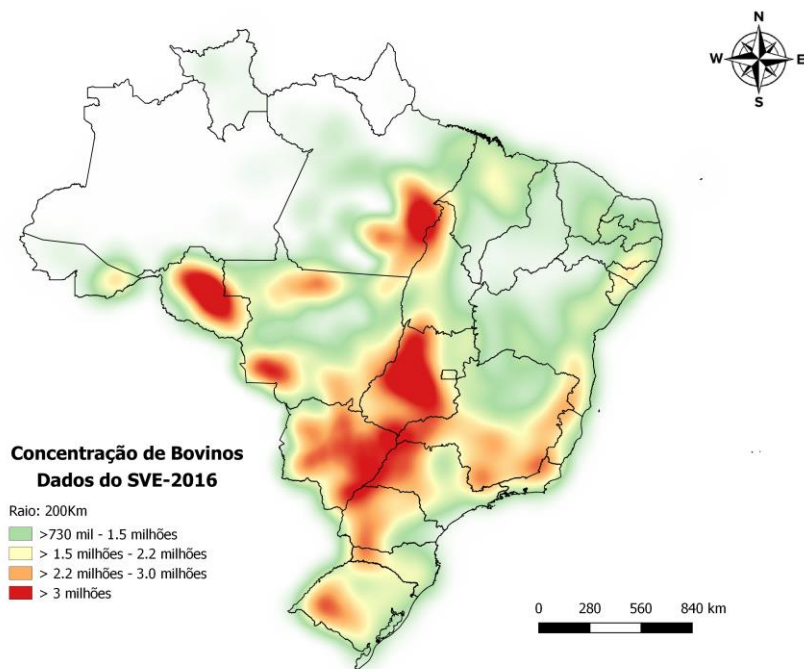 N
W E
S
Concentração de Bovinos
Dados do SVE-2016
Raio: 200Km
>730 mil - 1.5 milhões
> 1.5 milhões - 2.2 milhões
> 2.2 milhões - 3.0 milhões
> 3 milhões
0 280 560 840 km